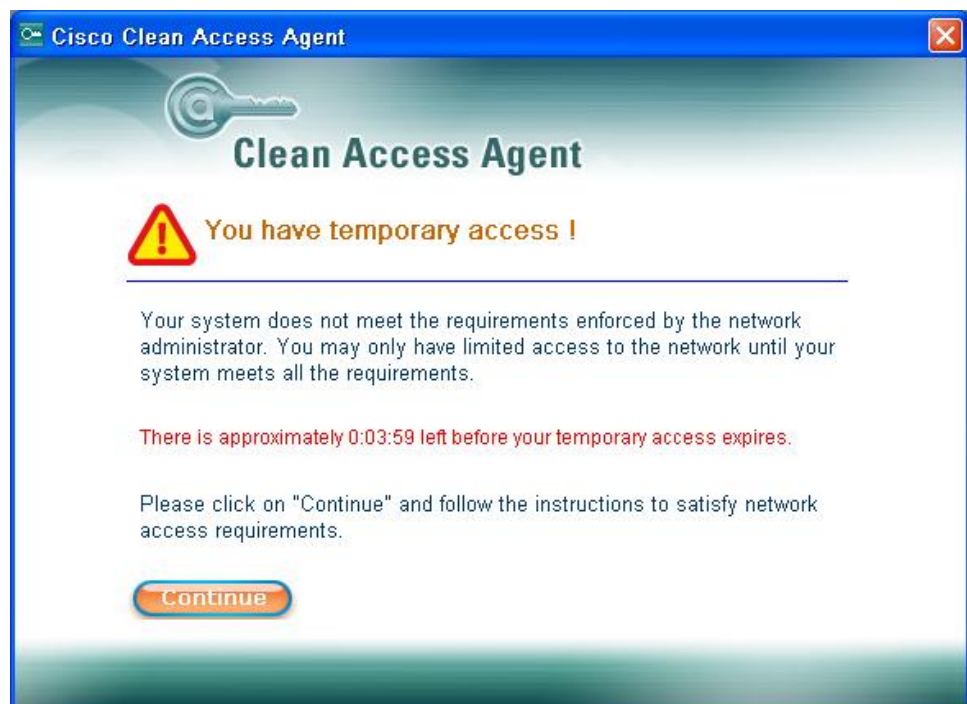 Cisco Clean Access Agent
Clean Access Agent
You have temporary access !
Your system does not meet the requirements enforced by the network
administrator. You may only have limited access to the network until your
system meets all the requirements.
There is approximately 0:03:59 left before your temporary access expires.
Please click on "Continue" and follow the instructions to satisfy network
access requirements.
Continue